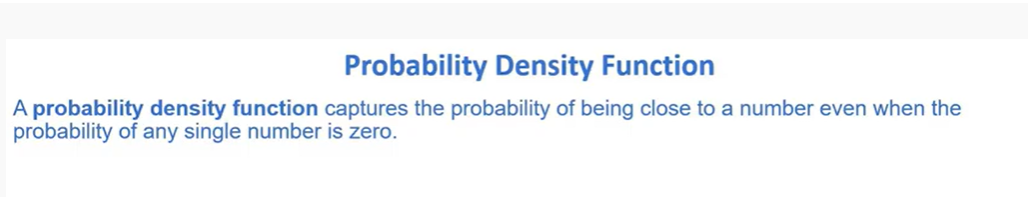 Probability Density Function
A probability density function captures the probability of being close to a number even when the
probability of any single number is zero.